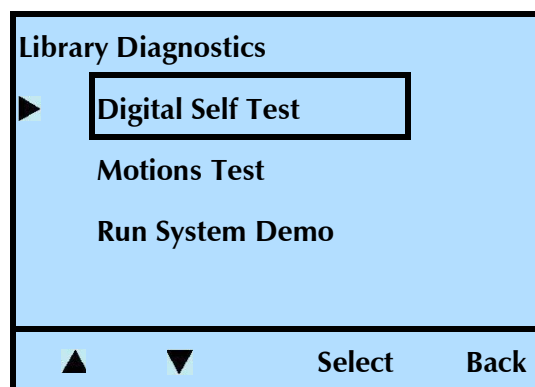 Library Diagnostics
Digital Self Test
Motions Test
Run System Demo
Select Back